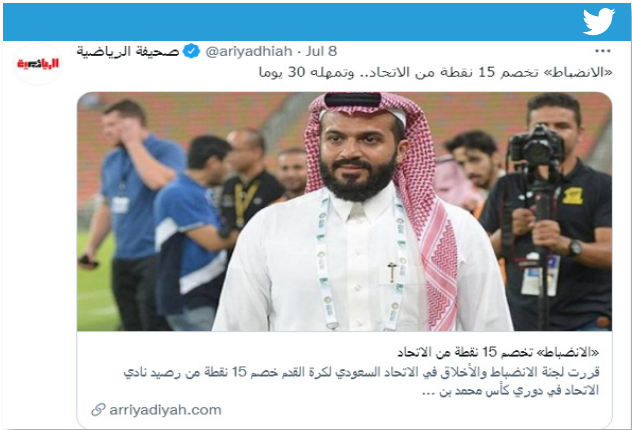 صحيفة الرياضية @ariyadhiah · Jul 8
الرياضية
«الانضباط» تخصم 15 نقطة من الاتحاد.. وتمهله 30 يوما
«الانضباط» تخصم 15 نقطة من الاتحاد
قررت لجنة الانضباط والأخلاق في الاتحاد السعودي لكرة القدم خصم 15 نقطة من رصيد نادي
الاتحاد في دوري كأس محمد بن ...
arriyadiyah.com